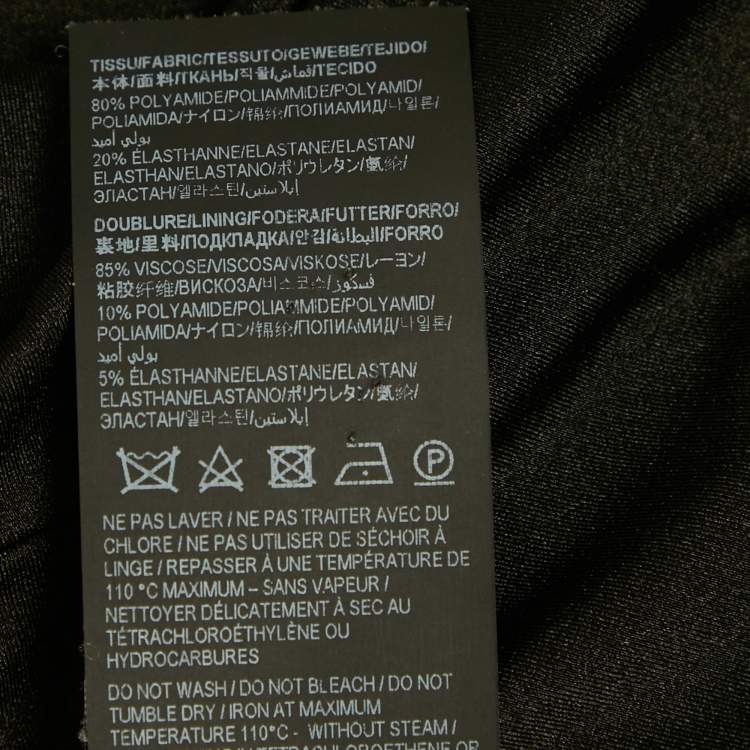 TISSU/FABRIC/TESSUTO/GEWEBE/TEJIDO/
本体/面料/ТКАНЬ/직물/قماش/TECIDO
80% POLYAMIDE/POLIAMMIDE/POLYAMID/
POLIAMIDA/ナイロン/锦纶/ПОЛИАМИД/나일론/
بولي أميد
20% ÉLASTHANNE/ELASTANE/ELASTAN/
ELASTHAN/ELASTANO/ポリウレタン/氨纶/
ЭЛАСТАН/엘라스틴/إيلاستين
DOUBLURE/LINING/FODERA/FUTTER/FORRO/
裏地/里料/ПОДКЛАДКА/안감/البطانة/FORRO
85% VISCOSE/VISCOSA/VISKOSE/レーヨン/
粘胶纤维/ВИСКОЗА/비스코스/فسكوز
10% POLYAMIDE/POLIAMMIDE/POLYAMID/
POLIAMIDA/ナイロン/锦纶/ПОЛИАМИД/나일론/
بولي أميد
5% ÉLASTHANNE/ELASTANE/ELASTAN/
ELASTHAN/ELASTANO/ポリウレタン/氨纶/
ЭЛАСТАН/엘라스틴/إيلاستين
P
NE PAS LAVER / NE PAS TRAITER AVEC DU
CHLORE / NE PAS UTILISER DE SÉCHOIR À
LINGE / REPASSER À UNE TEMPÉRATURE DE
110 °C MAXIMUM – SANS VAPEUR /
NETTOYER DÉLICATEMENT À SEC AU
TÉTRACHLOROÉTHYLÈNE OU
HYDROCARBURES
DO NOT WASH / DO NOT BLEACH / DO NOT
TUMBLE DRY / IRON AT MAXIMUM
TEMPERATURE 110°C - WITHOUT STEAM /
TETRACHLOROETHENE OR